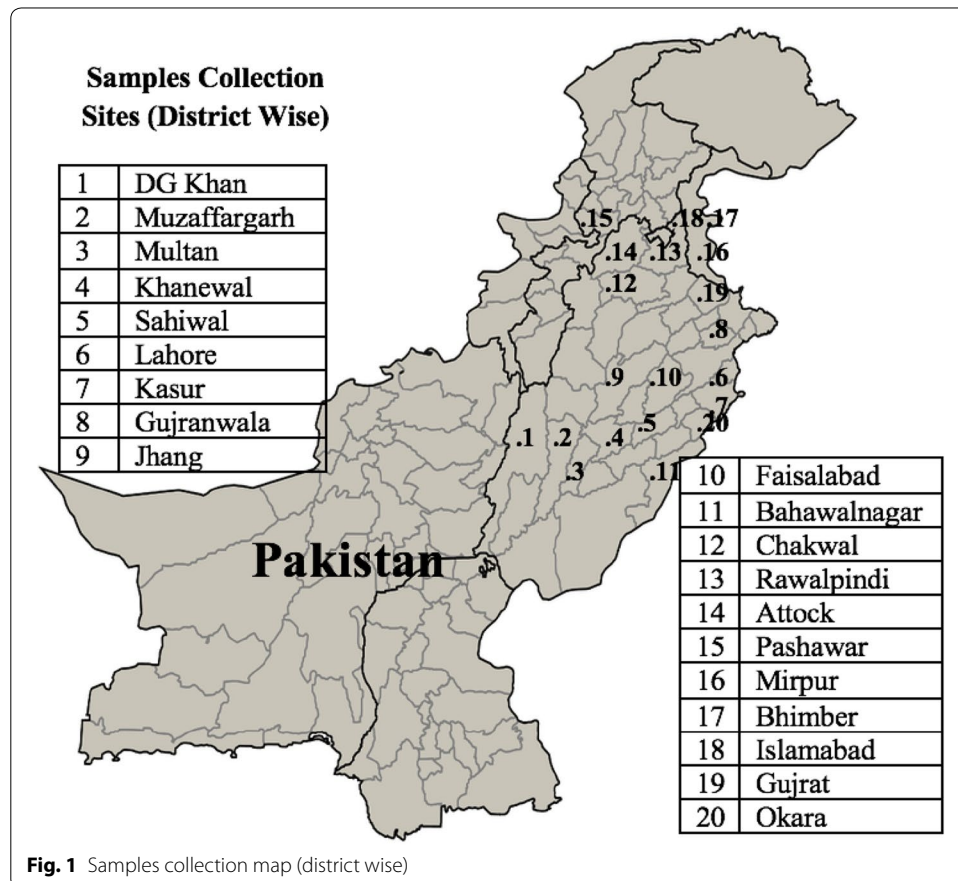 Samples Collection
Sites (District Wise)
1 DG Khan
2 Muzaffargarh
3 Multan
4 Khanewal
5 Sahiwal
6 Lahore
7 Kasur
8 Gujranwala
9 Jhang
.15 .18 .17
.14 .13 .16
.12
.19
.8
.9 .10 .6
7
.5 .20
.1 .2 .4
.3 .11
Pakistan
10 Faisalabad
11 Bahawalnagar
12 Chakwal
13 Rawalpindi
14 Attock
15 Pashawar
16 Mirpur
17 Bhimber
18 Islamabad
19 Gujrat
20 Okara
Fig. 1 Samples collection map (district wise)